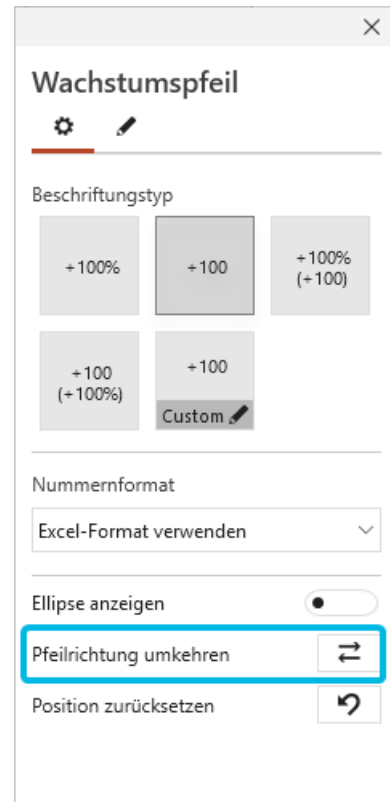 Wachstumspfeil
Beschriftungstyp
+100%
+100
+100%
(+100)
+100
(+100%)
+100
Custom
Nummernformat
Excel-Format verwenden
Ellipse anzeigen
Pfeilrichtung umkehren
Position zurücksetzen